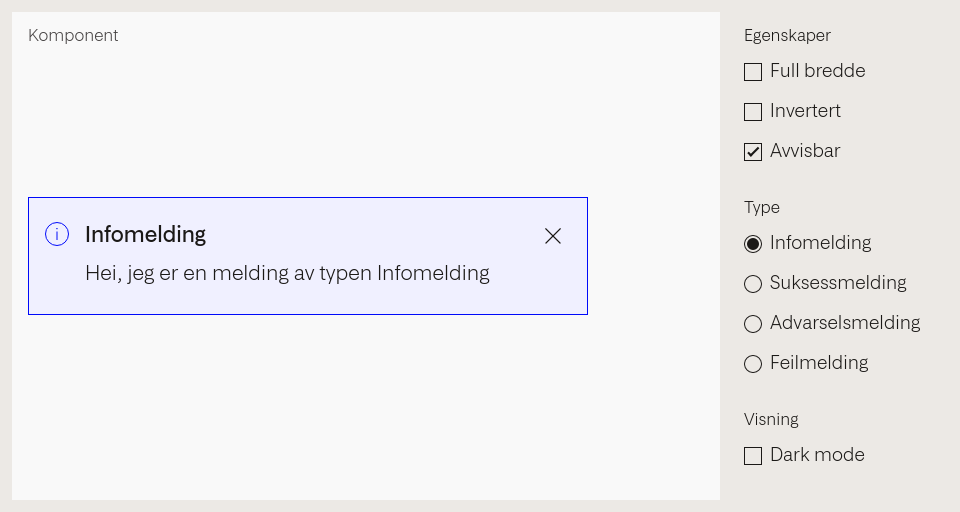 Komponent
Infomelding
Hei, jeg er en melding av typen Infomelding
Egenskaper
Full bredde
Invertert
Avvisbar
Type
Infomelding
Suksessmelding
Advarselsmelding
Feilmelding
Visning
Dark mode